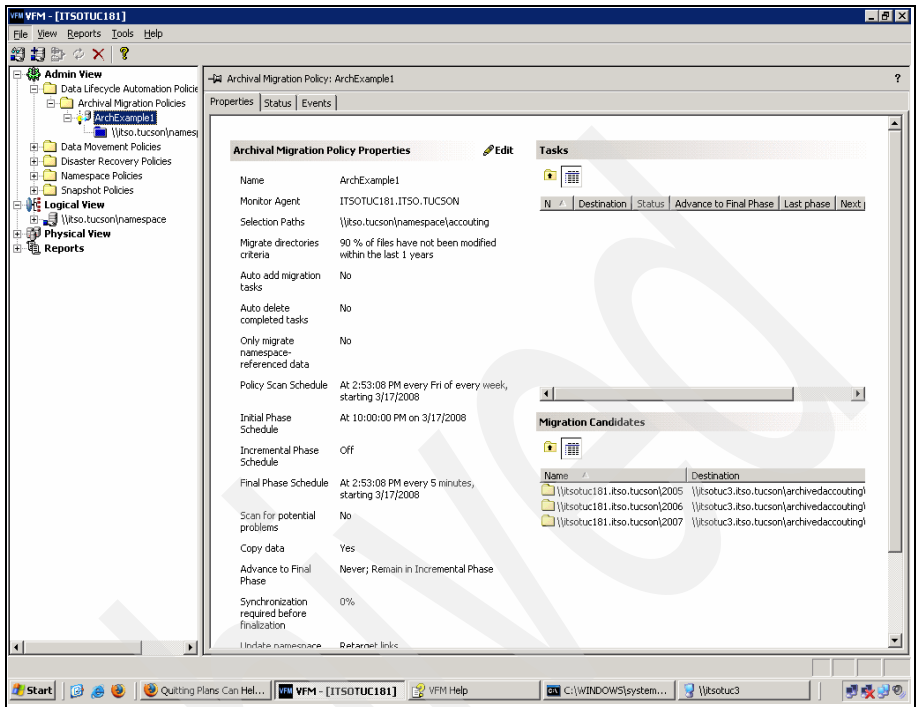 VFM VFM - [ITSOTUC181]
File View Reports Tools Help
Admin View
Data Lifecycle Automation Policie
Archival Migration Policies
ArchExample1
\\itso.tucson\names
Data Movement Policies
Disaster Recovery Policies
Namespace Policies
Snapshot Policies
Logical View
\\itso.tucson\namespace
Physical View
Reports
Archival Migration Policy: ArchExample1 ?
Properties Status Events
Archival Migration Policy Properties Edit
Name ArchExample1
Monitor Agent ITSOTUC181.ITSO.TUCSON
Selection Paths \\itso.tucson\namespace\accouting
Migrate directories criteria 90 % of files have not been modified within the last 1 years
Auto add migration tasks No
Auto delete completed tasks No
Only migrate namespace-referenced data No
Policy Scan Schedule At 2:53:08 PM every Fri of every week, starting 3/17/2008
Initial Phase Schedule At 10:00:00 PM on 3/17/2008
Incremental Phase Schedule Off
Final Phase Schedule At 2:53:08 PM every 5 minutes, starting 3/17/2008
Scan for potential problems No
Copy data Yes
Advance to Final Phase Never; Remain in Incremental Phase
Synchronization required before finalization 0%
Update namespace Retarget links
Tasks
N Destination Status Advance to Final Phase Last phase Next
Migration Candidates
Name Destination
\\itsotuc181.itso.tucson\2005 \\itsotuc3.itso.tucson\archivedaccouting\
\\itsotuc181.itso.tucson\2006 \\itsotuc3.itso.tucson\archivedaccouting\
\\itsotuc181.itso.tucson\2007 \\itsotuc3.itso.tucson\archivedaccouting\
Start Quitting Plans Can Hel... VFM VFM - [ITSOTUC181] VFM Help C:\WINDOWS\system... \\itsotuc3